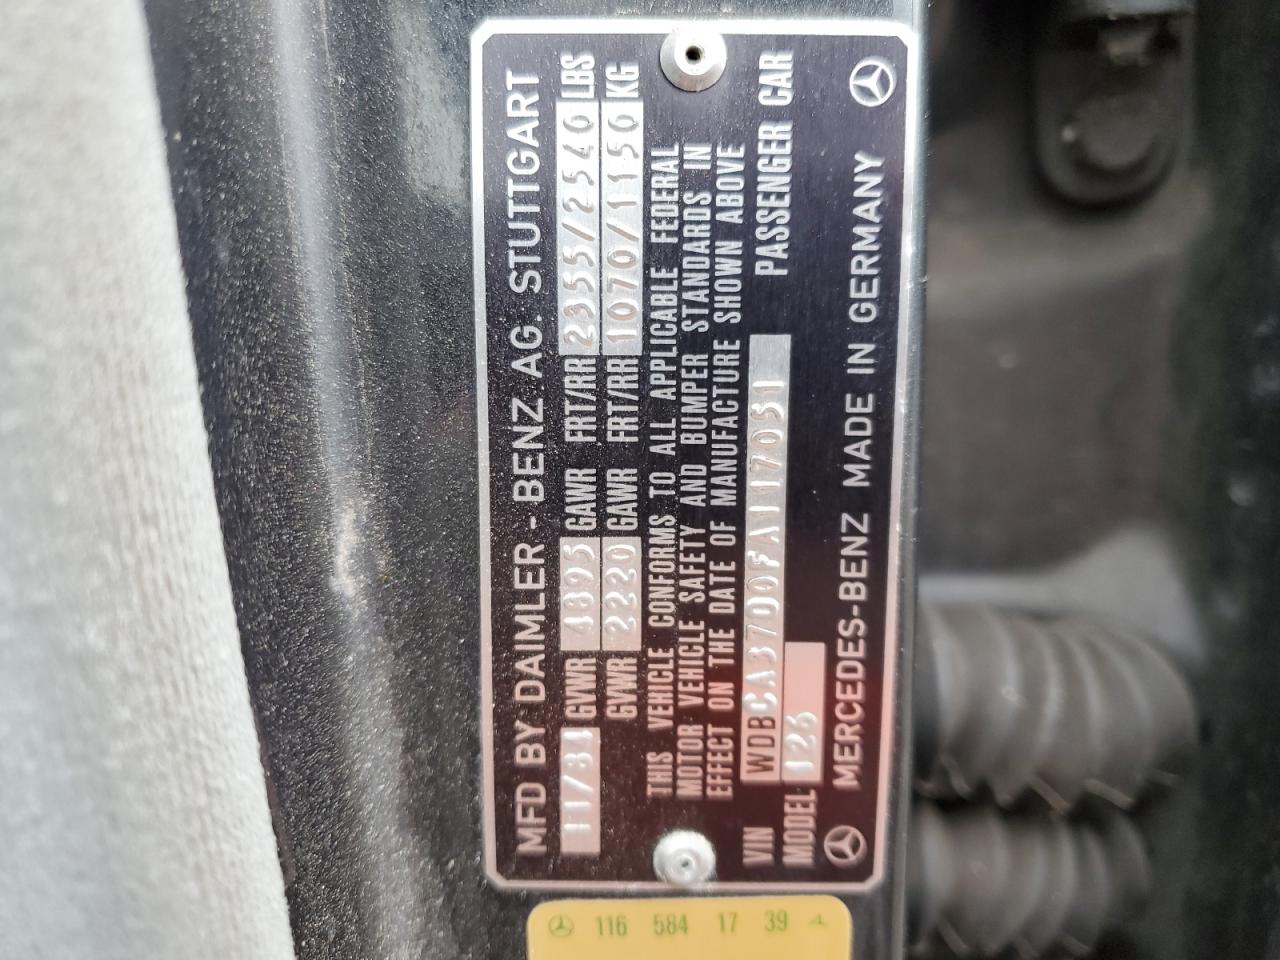 MFD BY DAIMLER-BENZ AG. STUTTGART
11/84 GVWR 4895 GAWR FRT/RR 2355/2540 LBS
GVWR 2220 GAWR FRT/RR 1070/1150 KG
THIS VEHICLE CONFORMS TO ALL APPLICABLE FEDERAL
MOTOR VEHICLE SAFETY AND BUMPER STANDARDS IN
EFFECT ON THE DATE OF MANUFACTURE SHOWN ABOVE
VIN WDBCA3700FA117051 PASSENGER CAR
MODEL 126
MERCEDES-BENZ MADE IN GERMANY
116 584 17 39